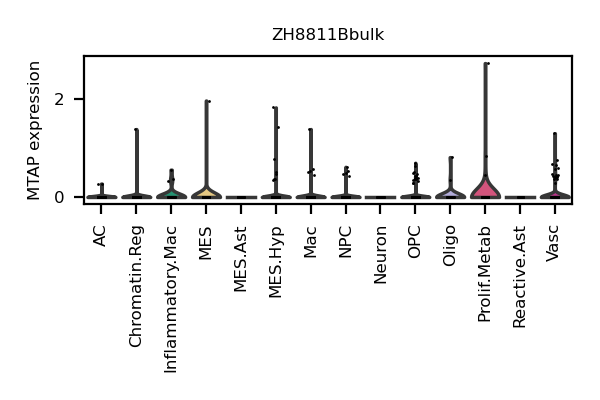 ZH8811Bbulk
MTAP expression
2
0
AC
Chromatin.Reg
Inflammatory.Mac
MES
MES.Ast
MES.Hyp
Mac
NPC
Neuron
OPC
Oligo
Prolif.Metab
Reactive.Ast
Vasc